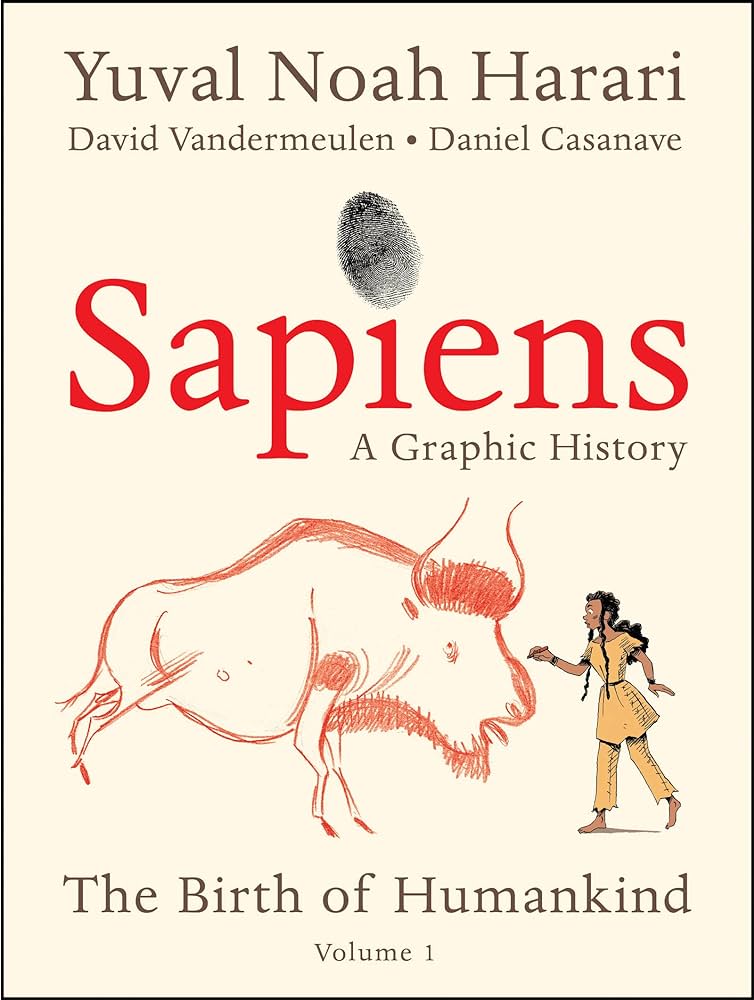 Yuval Noah Harari
David Vandermeulen • Daniel Casanave
Sapiens
A Graphic History
The Birth of Humankind
Volume 1